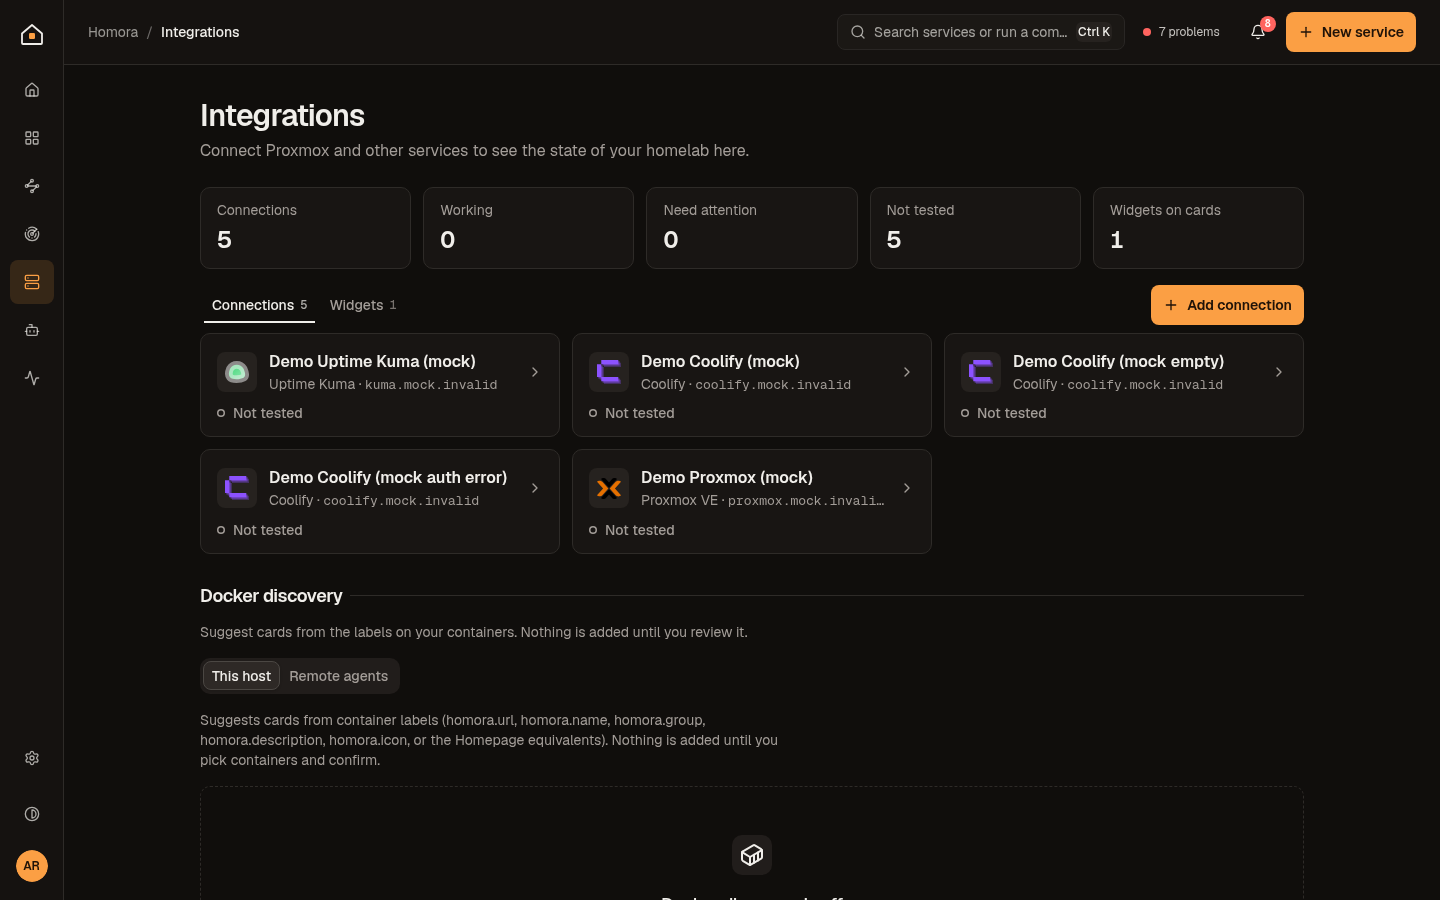 Homora / Integrations
Search services or run a com... Ctrl K
7 problems
8
New service
Integrations
Connect Proxmox and other services to see the state of your homelab here.
Connections
5
Working
0
Need attention
0
Not tested
5
Widgets on cards
1
Connections 5
Widgets 1
Add connection
Demo Uptime Kuma (mock)
Uptime Kuma · kuma.mock.invalid
Not tested
Demo Coolify (mock)
Coolify · coolify.mock.invalid
Not tested
Demo Coolify (mock empty)
Coolify · coolify.mock.invalid
Not tested
Demo Coolify (mock auth error)
Coolify · coolify.mock.invalid
Not tested
Demo Proxmox (mock)
Proxmox VE · proxmox.mock.invali...
Not tested
Docker discovery
Suggest cards from the labels on your containers. Nothing is added until you review it.
This host
Remote agents
Suggests cards from container labels (homora.url, homora.name, homora.group,
homora.description, homora.icon, or the Homepage equivalents). Nothing is added until you
pick containers and confirm.
AR